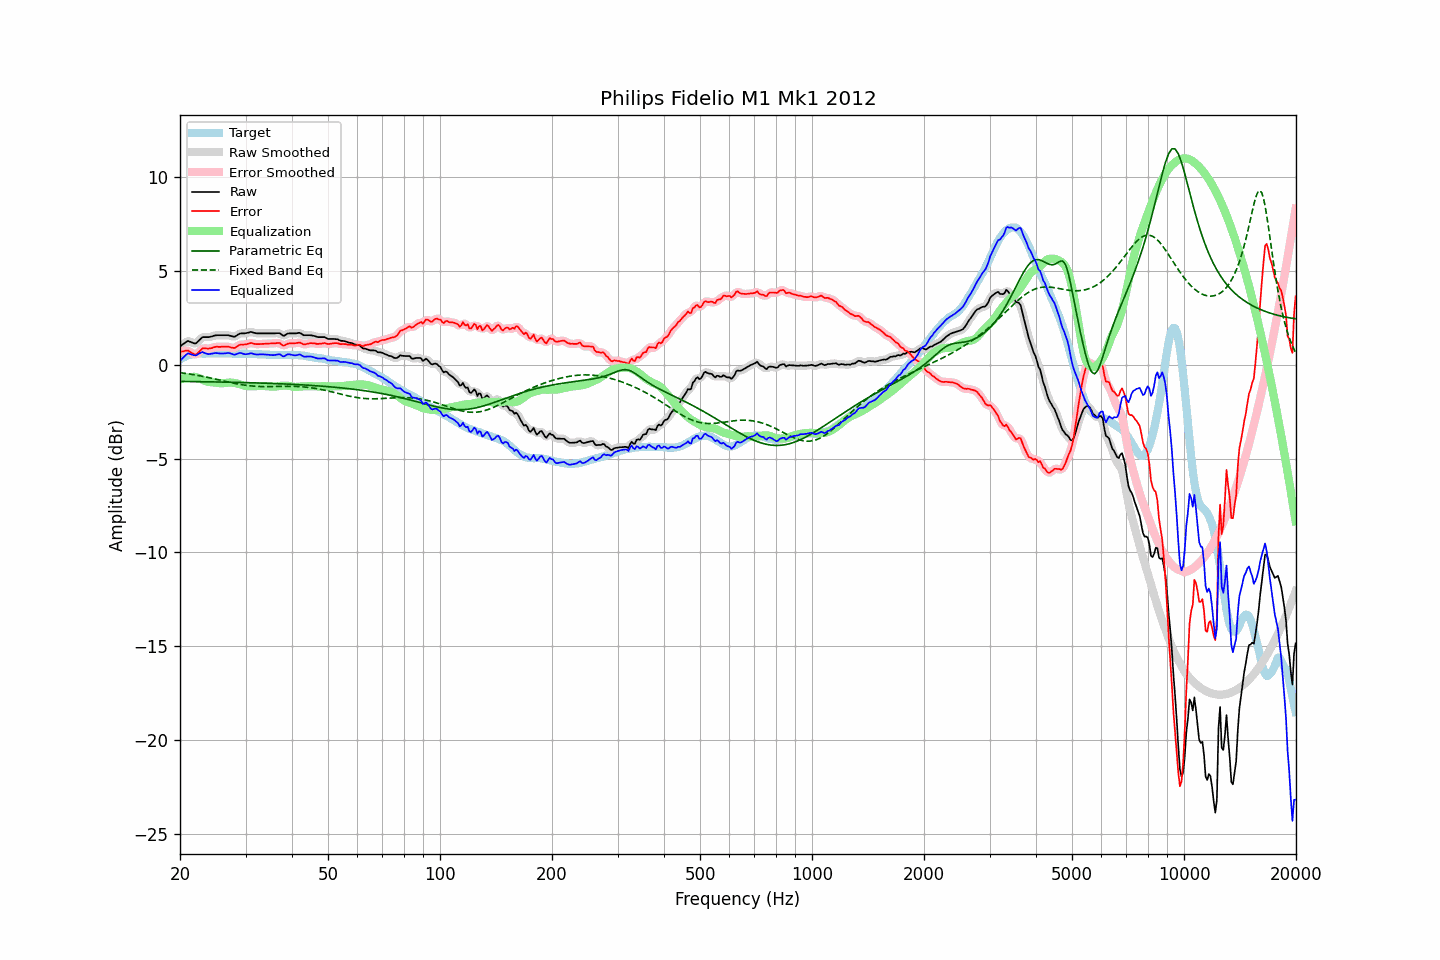 Philips Fidelio M1 Mk1 2012
Target
Raw Smoothed
Error Smoothed
Raw
Error
Equalization
Parametric Eq
Fixed Band Eq
Equalized
Amplitude (dBr)
10
5
0
−5
−10
−15
−20
−25
20 50 100 200 500 1000 2000 5000 10000 20000
Frequency (Hz)